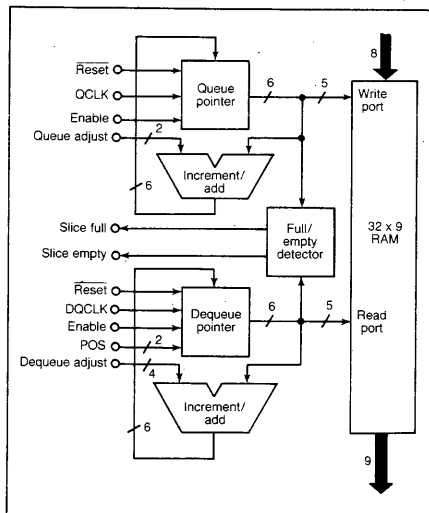 8
Reset
QCLK
Enable
Queue adjust
2
Queue
pointer
6
5
Write
port
6
Increment/
add
Slice full
Slice empty
Full/
empty
detector
32 x 9
RAM
Reset
DQCLK
Enable
POS
2
Dequeue adjust
4
Dequeue
pointer
6
5
Read
port
6
Increment/
add
9